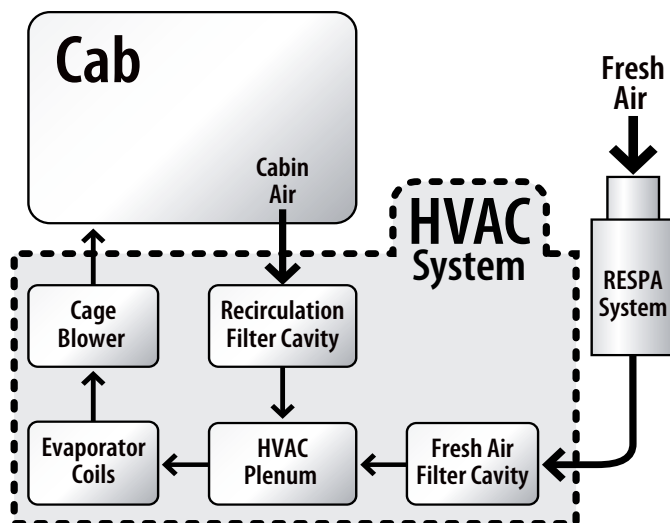 Cab
Fresh
Air
Cabin
Air
HVAC
System
RESPA
System
Cage
Blower
Recirculation
Filter Cavity
Evaporator
Coils
HVAC
Plenum
Fresh Air
Filter Cavity